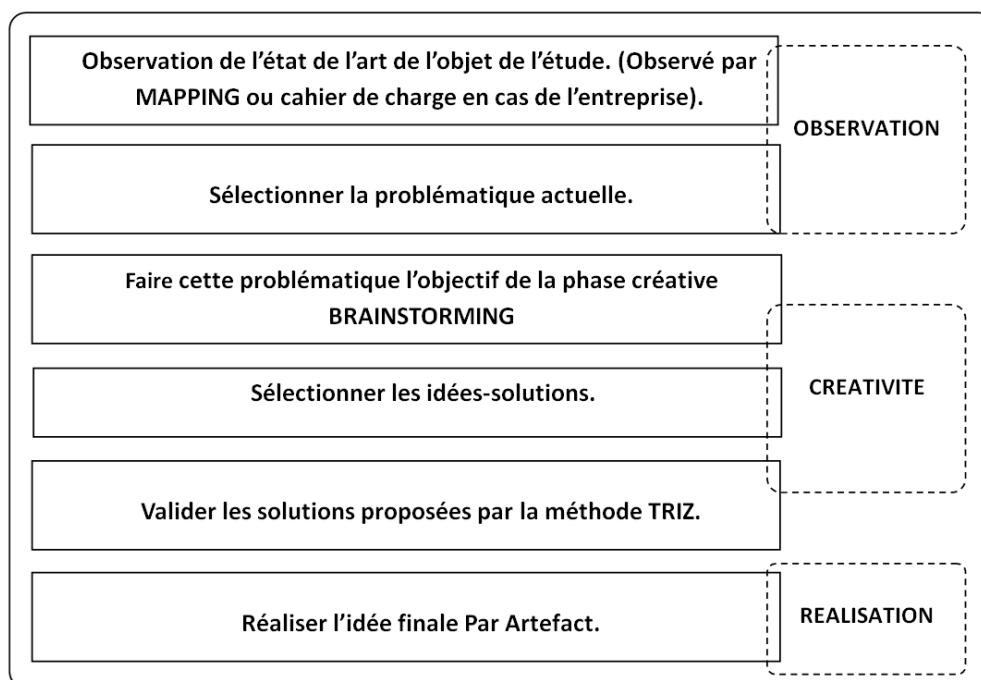 Observation de l’état de l’art de l’objet de l’étude. (Observé par
MAPPING ou cahier de charge en cas de l’entreprise).
OBSERVATION
Sélectionner la problématique actuelle.
Faire cette problématique l’objectif de la phase créative
BRAINSTORMING
Sélectionner les idées-solutions.
CREATIVITE
Valider les solutions proposées par la méthode TRIZ.
Réaliser l’idée finale Par Artefact.
REALISATION